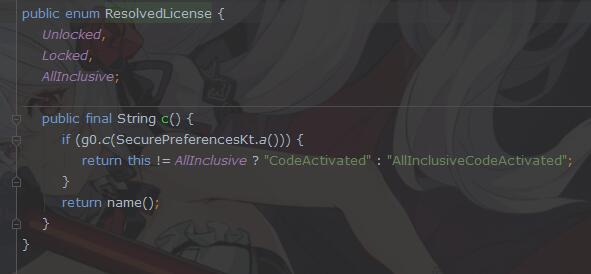 public enum ResolvedLicense {
Unlocked,
Locked,
AllInclusive;
public final String c() {
if (g0.c(SecurePreferencesKt.a())) {
return this != AllInclusive ? "CodeActivated" : "AllInclusiveCodeActivated";
}
return name();
}
}